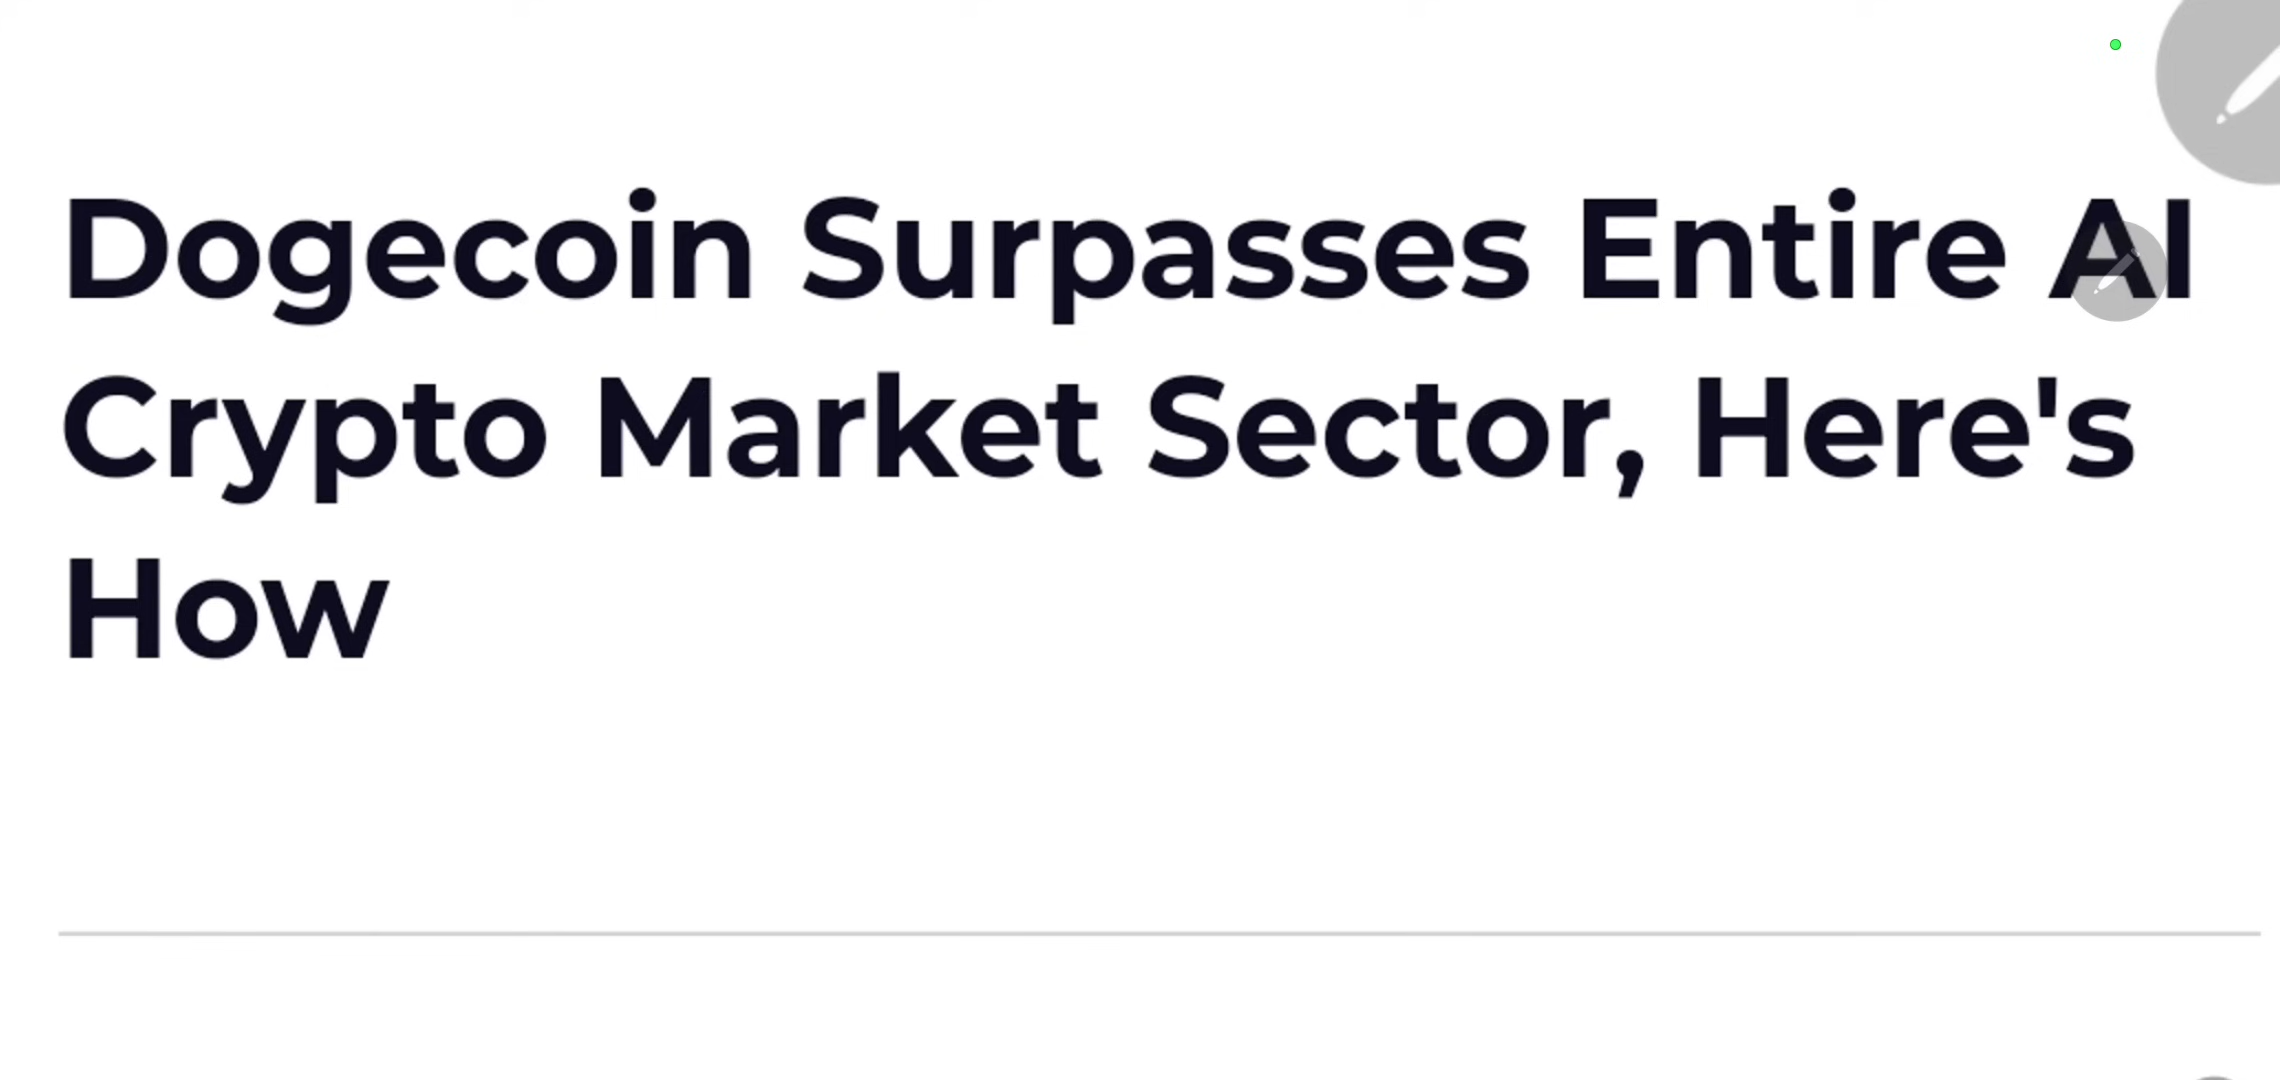 Dogecoin Surpasses Entire AI
Crypto Market Sector, Here's
How